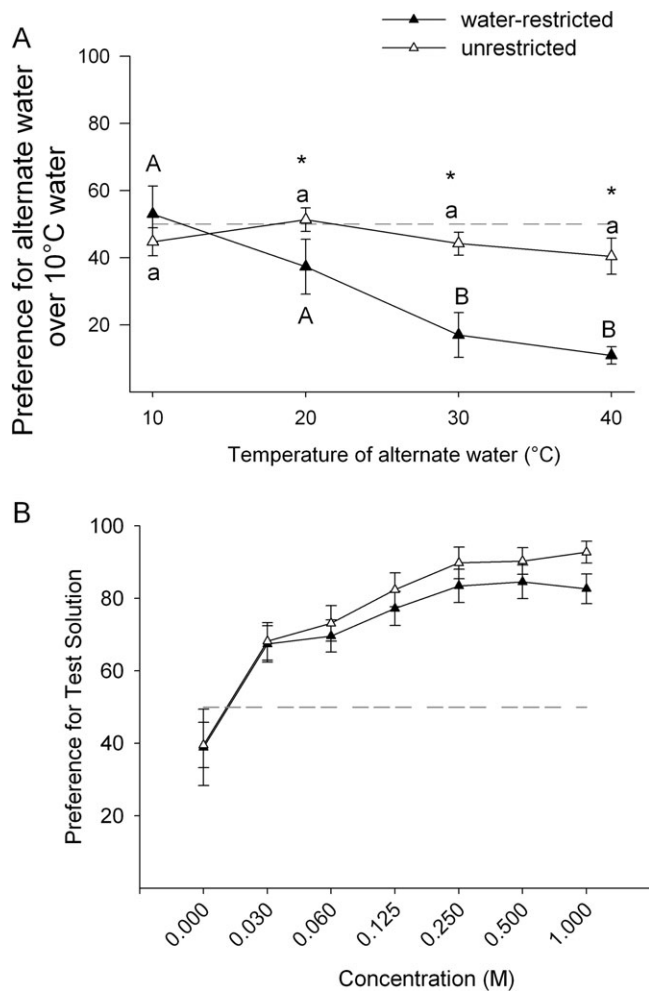 A
water-restricted
unrestricted
Preference for alternate water
over 10°C water
100
80
60
40
20
A
a
*
a
A
*
a
B
*
a
B
10
20
30
40
Temperature of alternate water (°C)
B
Preference for Test Solution
100
80
60
40
20
0.000
0.030
0.060
0.125
0.250
0.500
1.000
Concentration (M)